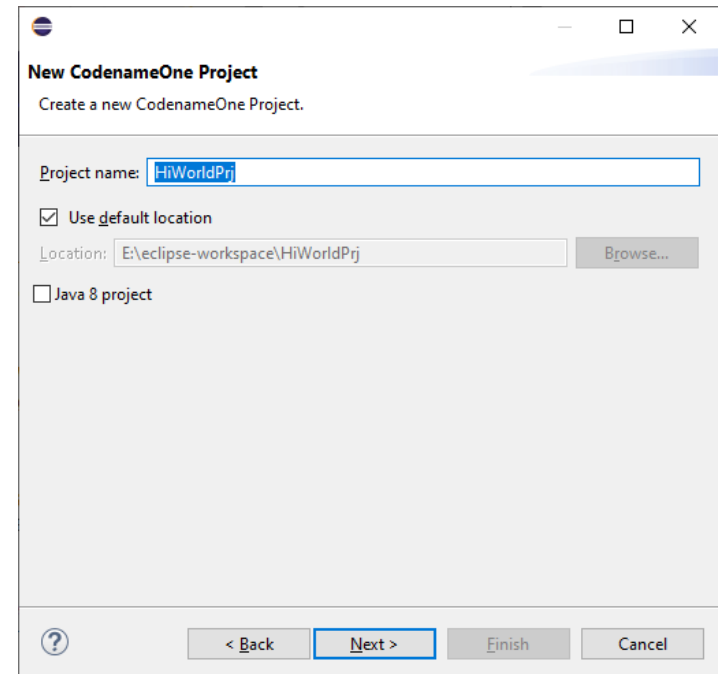 New CodenameOne Project
Create a new CodenameOne Project.
Project name: HiWorldPrj
Use default location
Location: E:\eclipse-workspace\HiWorldPrj Browse...
Java 8 project
? < Back Next > Finish Cancel